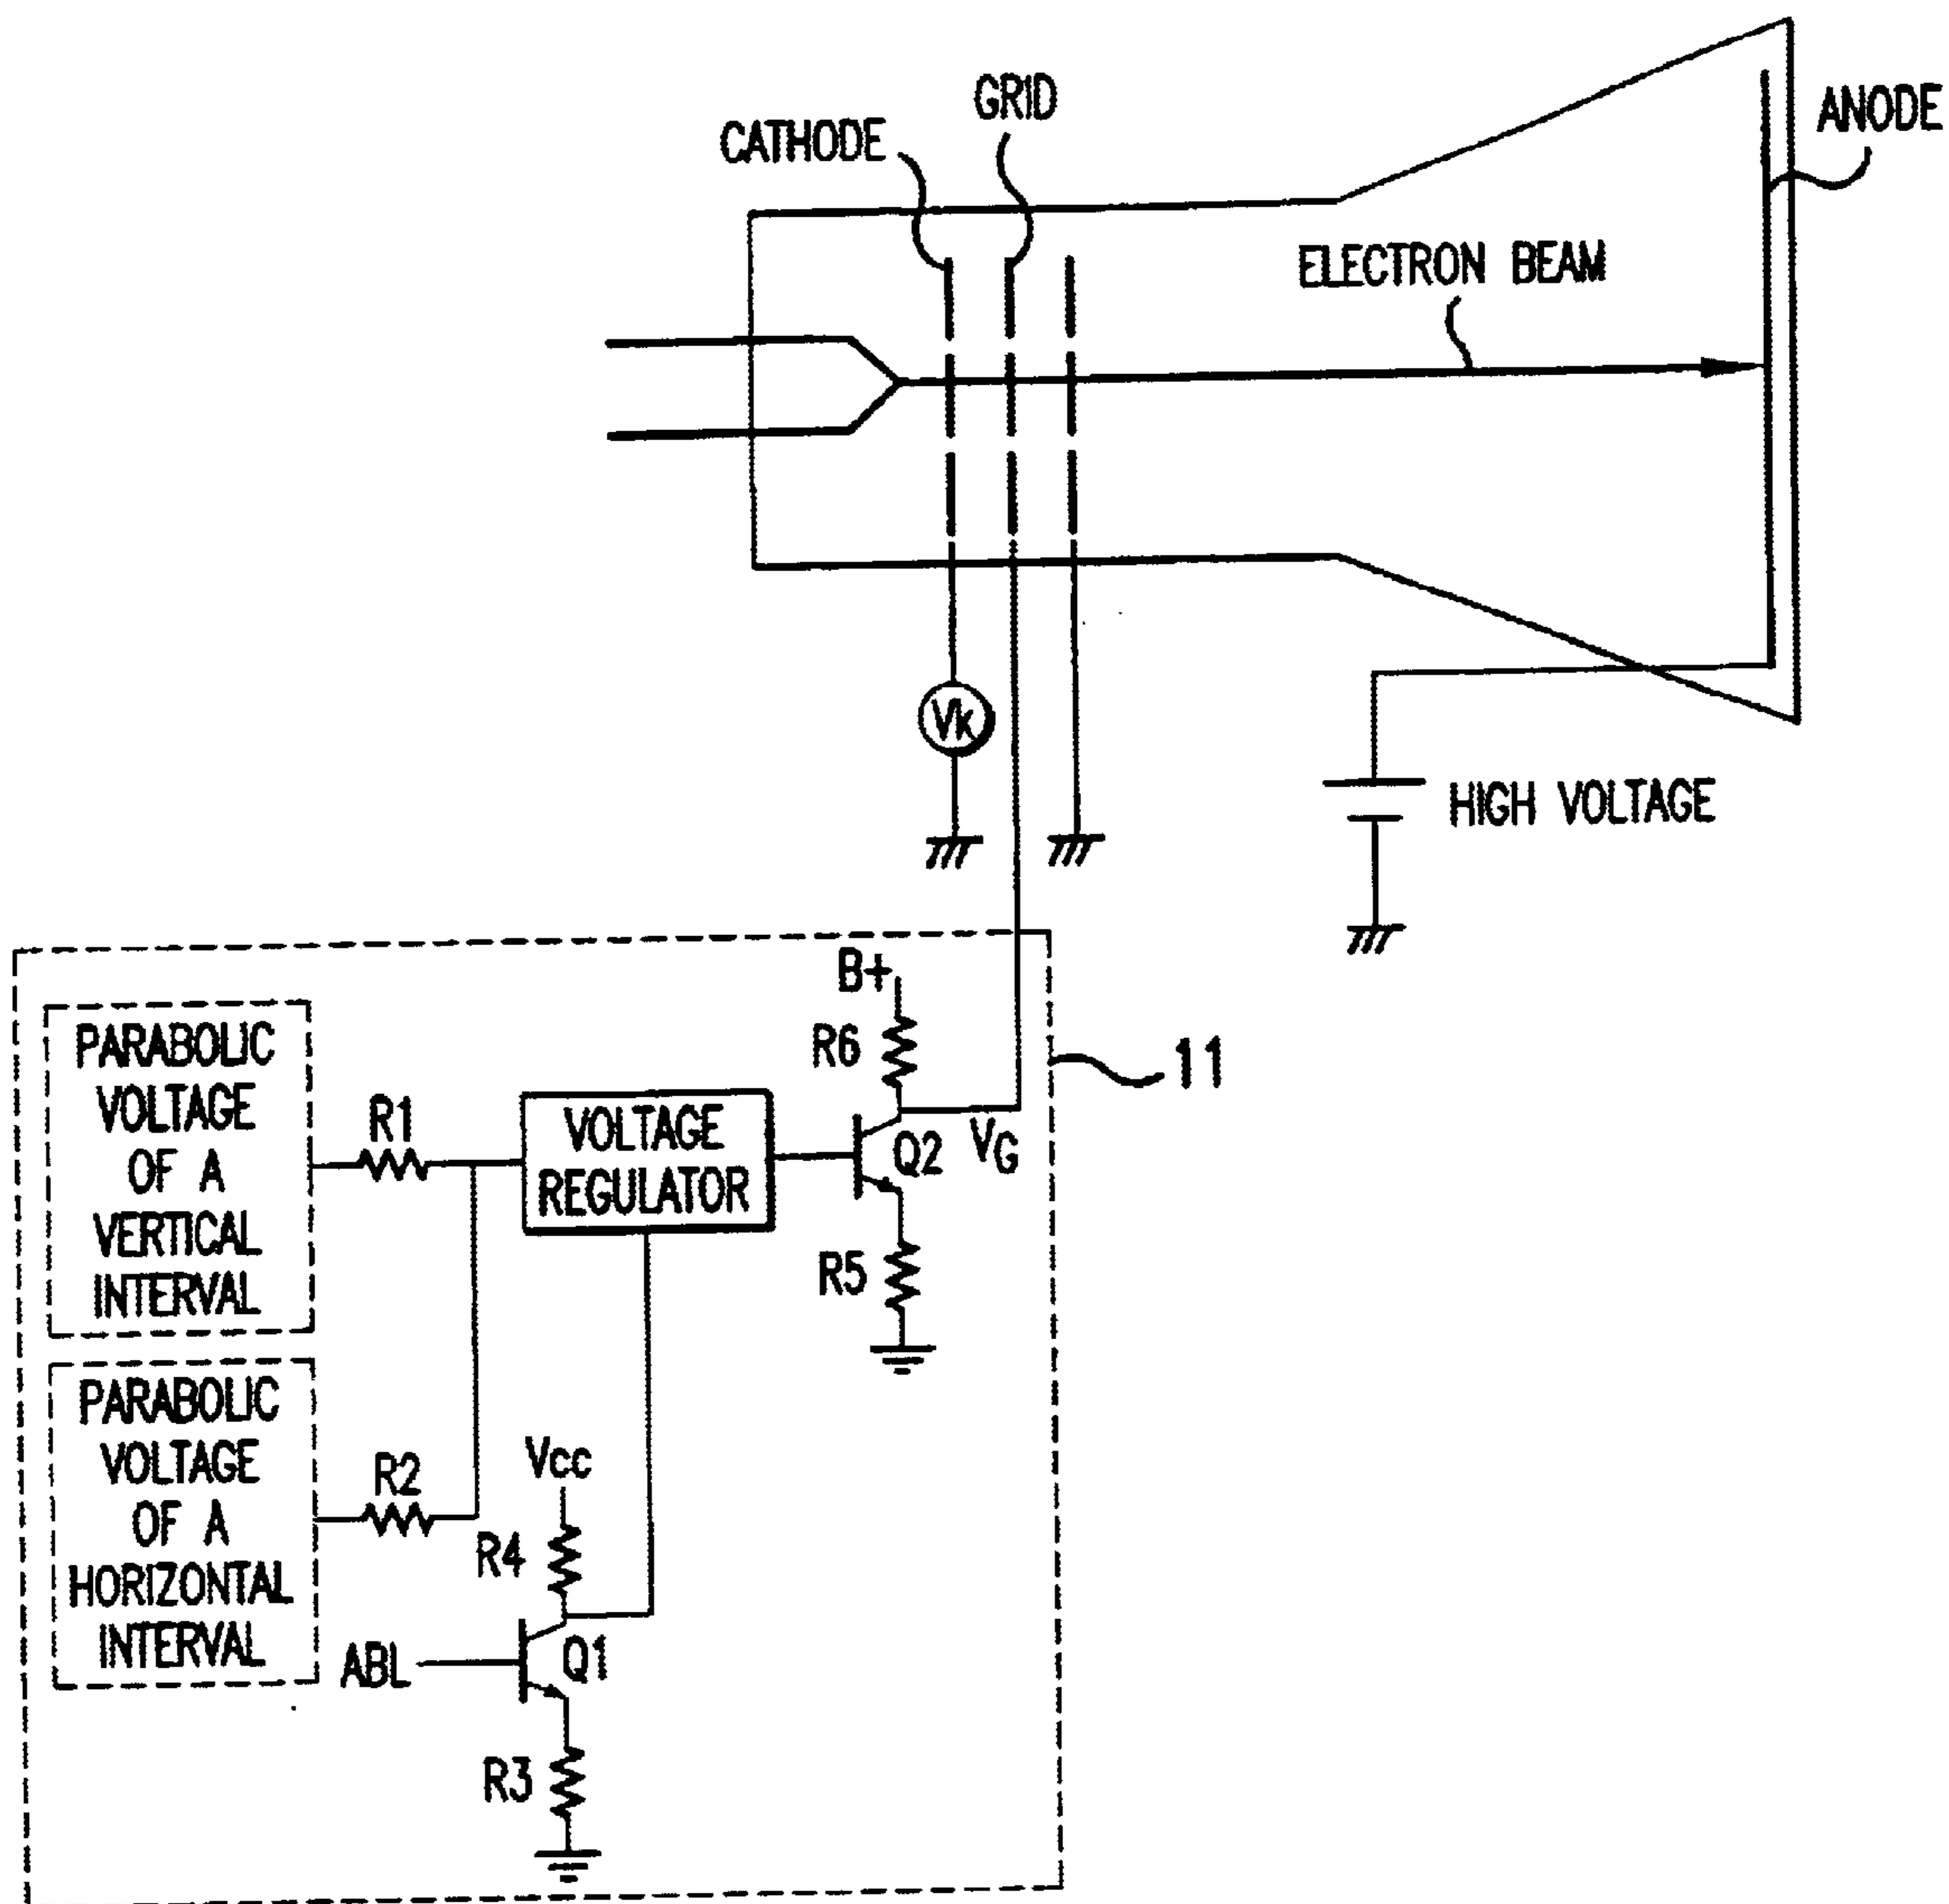 GRID
CATHODE
ANODE
ELECTRON BEAM
Vk
HIGH VOLTAGE
B+
PARABOLIC
VOLTAGE
OF A
VERTICAL
INTERVAL
R6
11
R1
VOLTAGE
REGULATOR
Q2
VG
R5
PARABOLIC
VOLTAGE
OF A
HORIZONTAL
INTERVAL
R2
Vcc
R4
ABL
Q1
R3